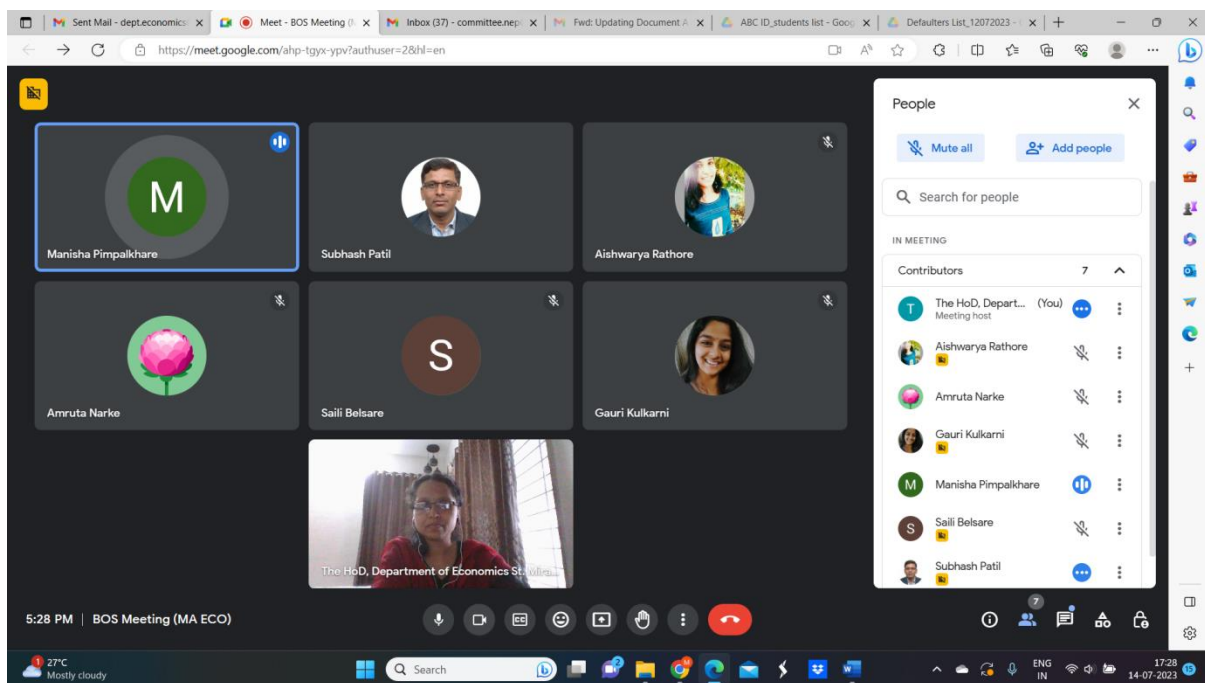 Sent Mail - dept.economics
Meet - BOS Meeting (
Inbox (37) - committee.nep
Fwd: Updating Document A
ABC ID_students list - Goog
Defaulters List_12072023 -
https://meet.google.com/ahp-tgyx-ypv?authuser=2&hl=en
M
Manisha Pimpalkhare
Subhash Patil
Aishwarya Rathore
Amruta Narke
S
Saili Belsare
Gauri Kulkarni
The HoD, Department of Economics St. Mira...
People
Mute all
Add people
Search for people
IN MEETING
Contributors 7
T
The HoD, Depart... (You)
Meeting host
Aishwarya Rathore
Amruta Narke
Gauri Kulkarni
M
Manisha Pimpalkhare
S
Saili Belsare
Subhash Patil
5:28 PM | BOS Meeting (MA ECO)
CC
7
1
27°C
Mostly cloudy
Search
ENG
IN
17:28
14-07-2023
15